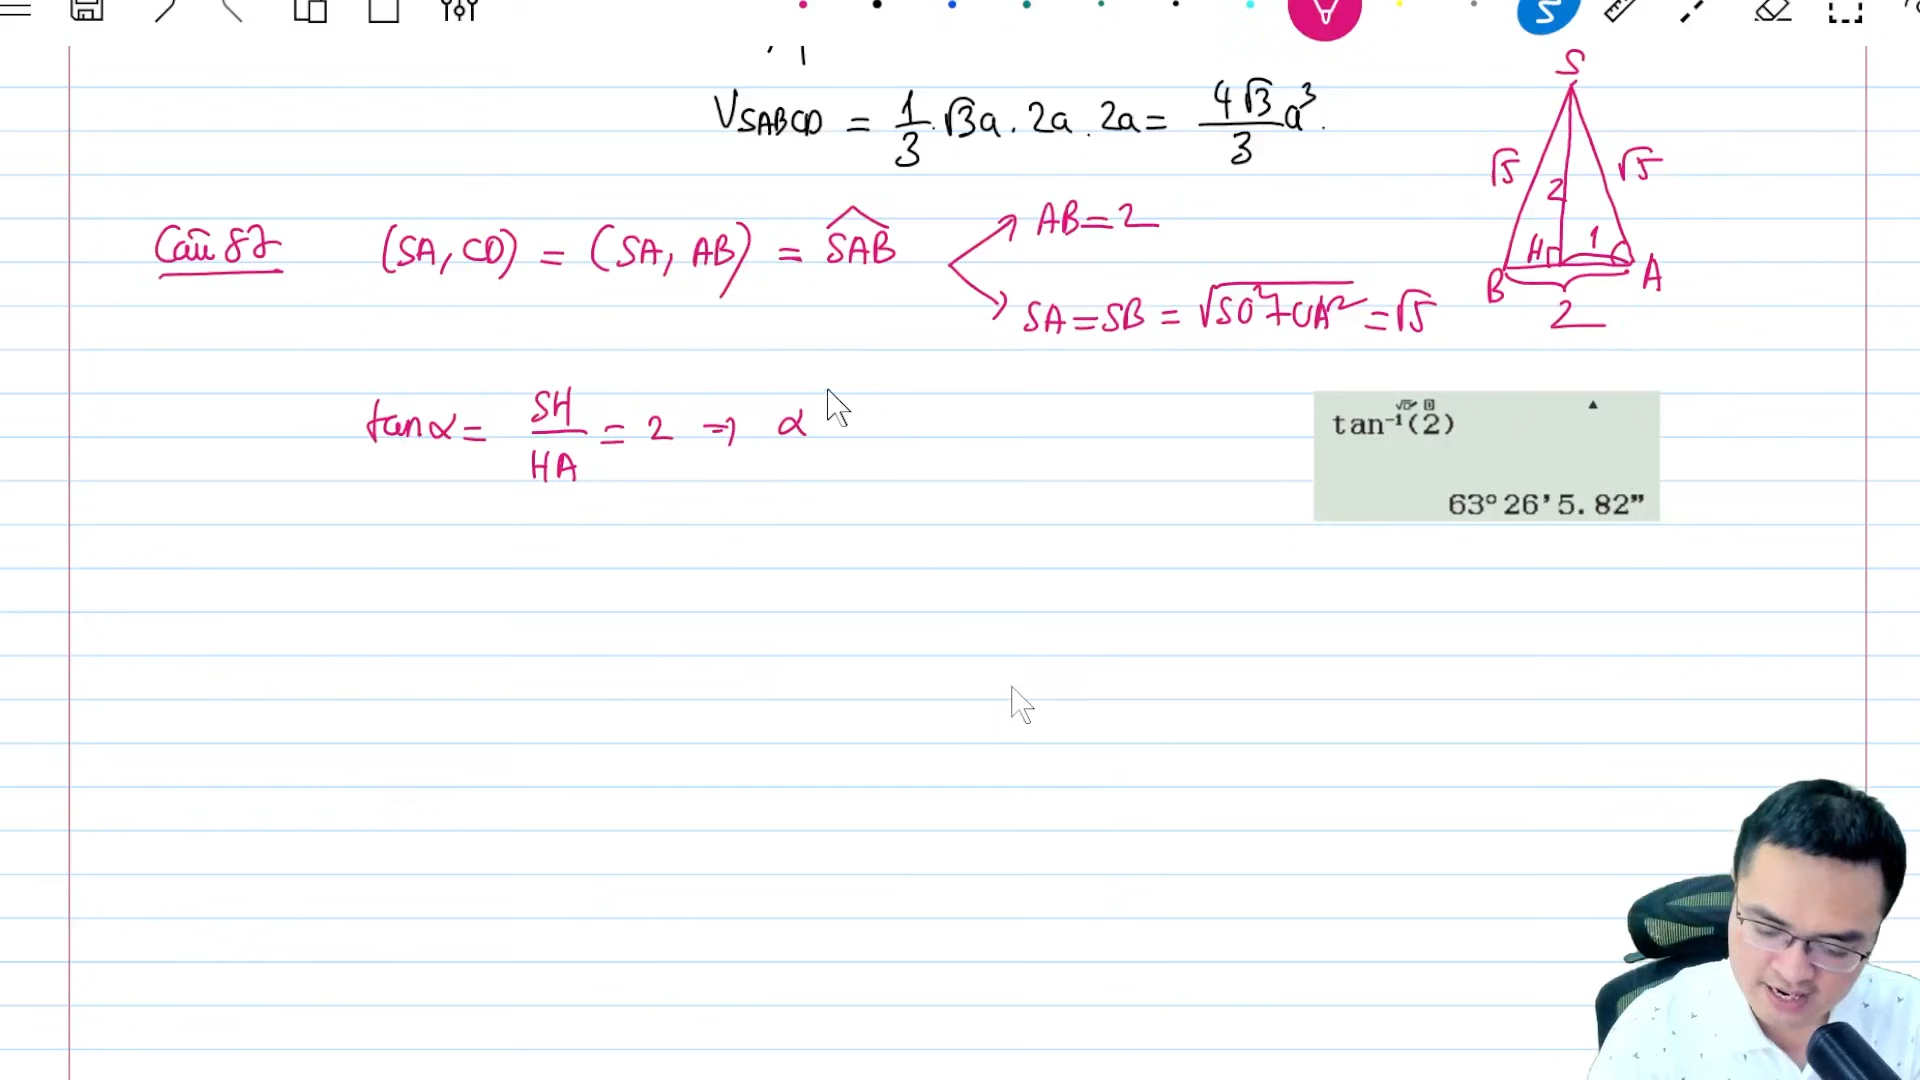 V_SABCD = 1/3 . √3a . 2a . 2a = 4√3/3 a³.
S
√5 2 √5
H 1
B A
2
Câu 87 (SA, CD) = (SA, AB) = SAB
AB = 2
SA = SB = √(SO² + OA²) = √5
tanα = SH/HA = 2 ⇒ α
tan⁻¹(2)
63°26'5.82"